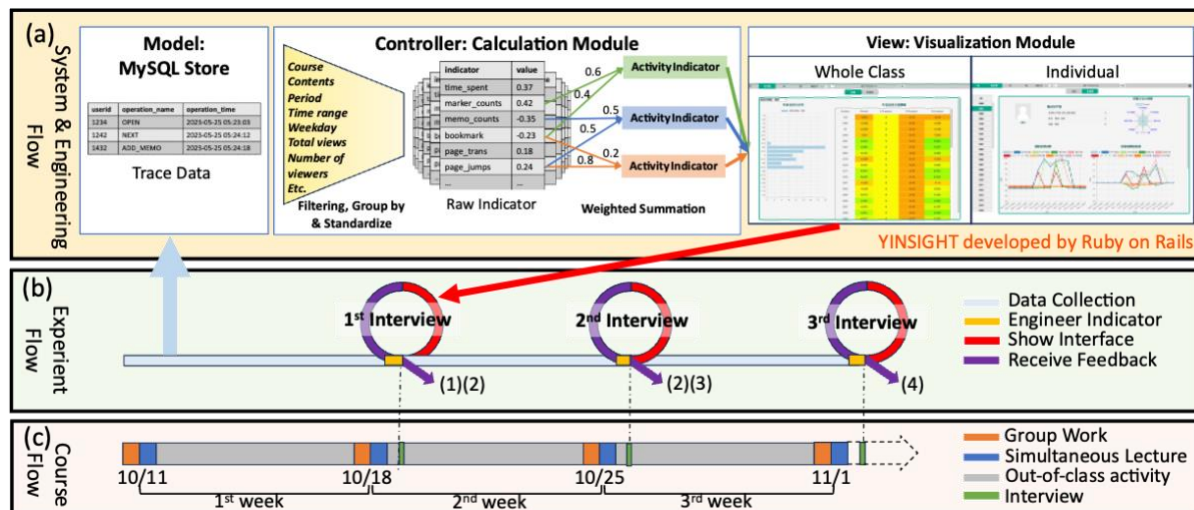 (a)
System & Engineering
Flow
Model:
MySQL Store
userid operation_name operation_time
1234 OPEN 2023-05-25 05:23:03
1242 NEXT 2023-05-25 05:24:12
1432 ADD_MEMO 2023-05-25 05:24:18
Trace Data
Controller: Calculation Module
Course
Contents
Period
Time range
Weekday
Total views
Number of
viewers
Etc.
Filtering, Group by
& Standardize
indicator value
time_spent 0.37
marker_counts 0.42
memo_counts -0.35
bookmark -0.23
page_trans 0.18
page_jumps 0.24
... ...
Raw Indicator
0.6
0.4
0.5
0.5
0.2
0.8
Activity Indicator
Activity Indicator
Activity Indicator
Weighted Summation
View: Visualization Module
Whole Class
Individual
YINSIGHT developed by Ruby on Rails
(b)
Experient
Flow
1st Interview
2nd Interview
3rd Interview
(1)(2)
(2)(3)
(4)
Data Collection
Engineer Indicator
Show Interface
Receive Feedback
(c)
Course
Flow
10/11
10/18
10/25
11/1
1st week
2nd week
3rd week
Group Work
Simultaneous Lecture
Out-of-class activity
Interview